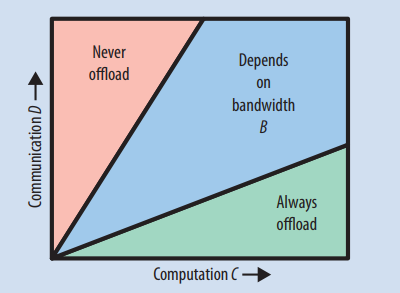 Never
offload
Depends
on
bandwidth
B
Always
offload
Communication D
Computation C